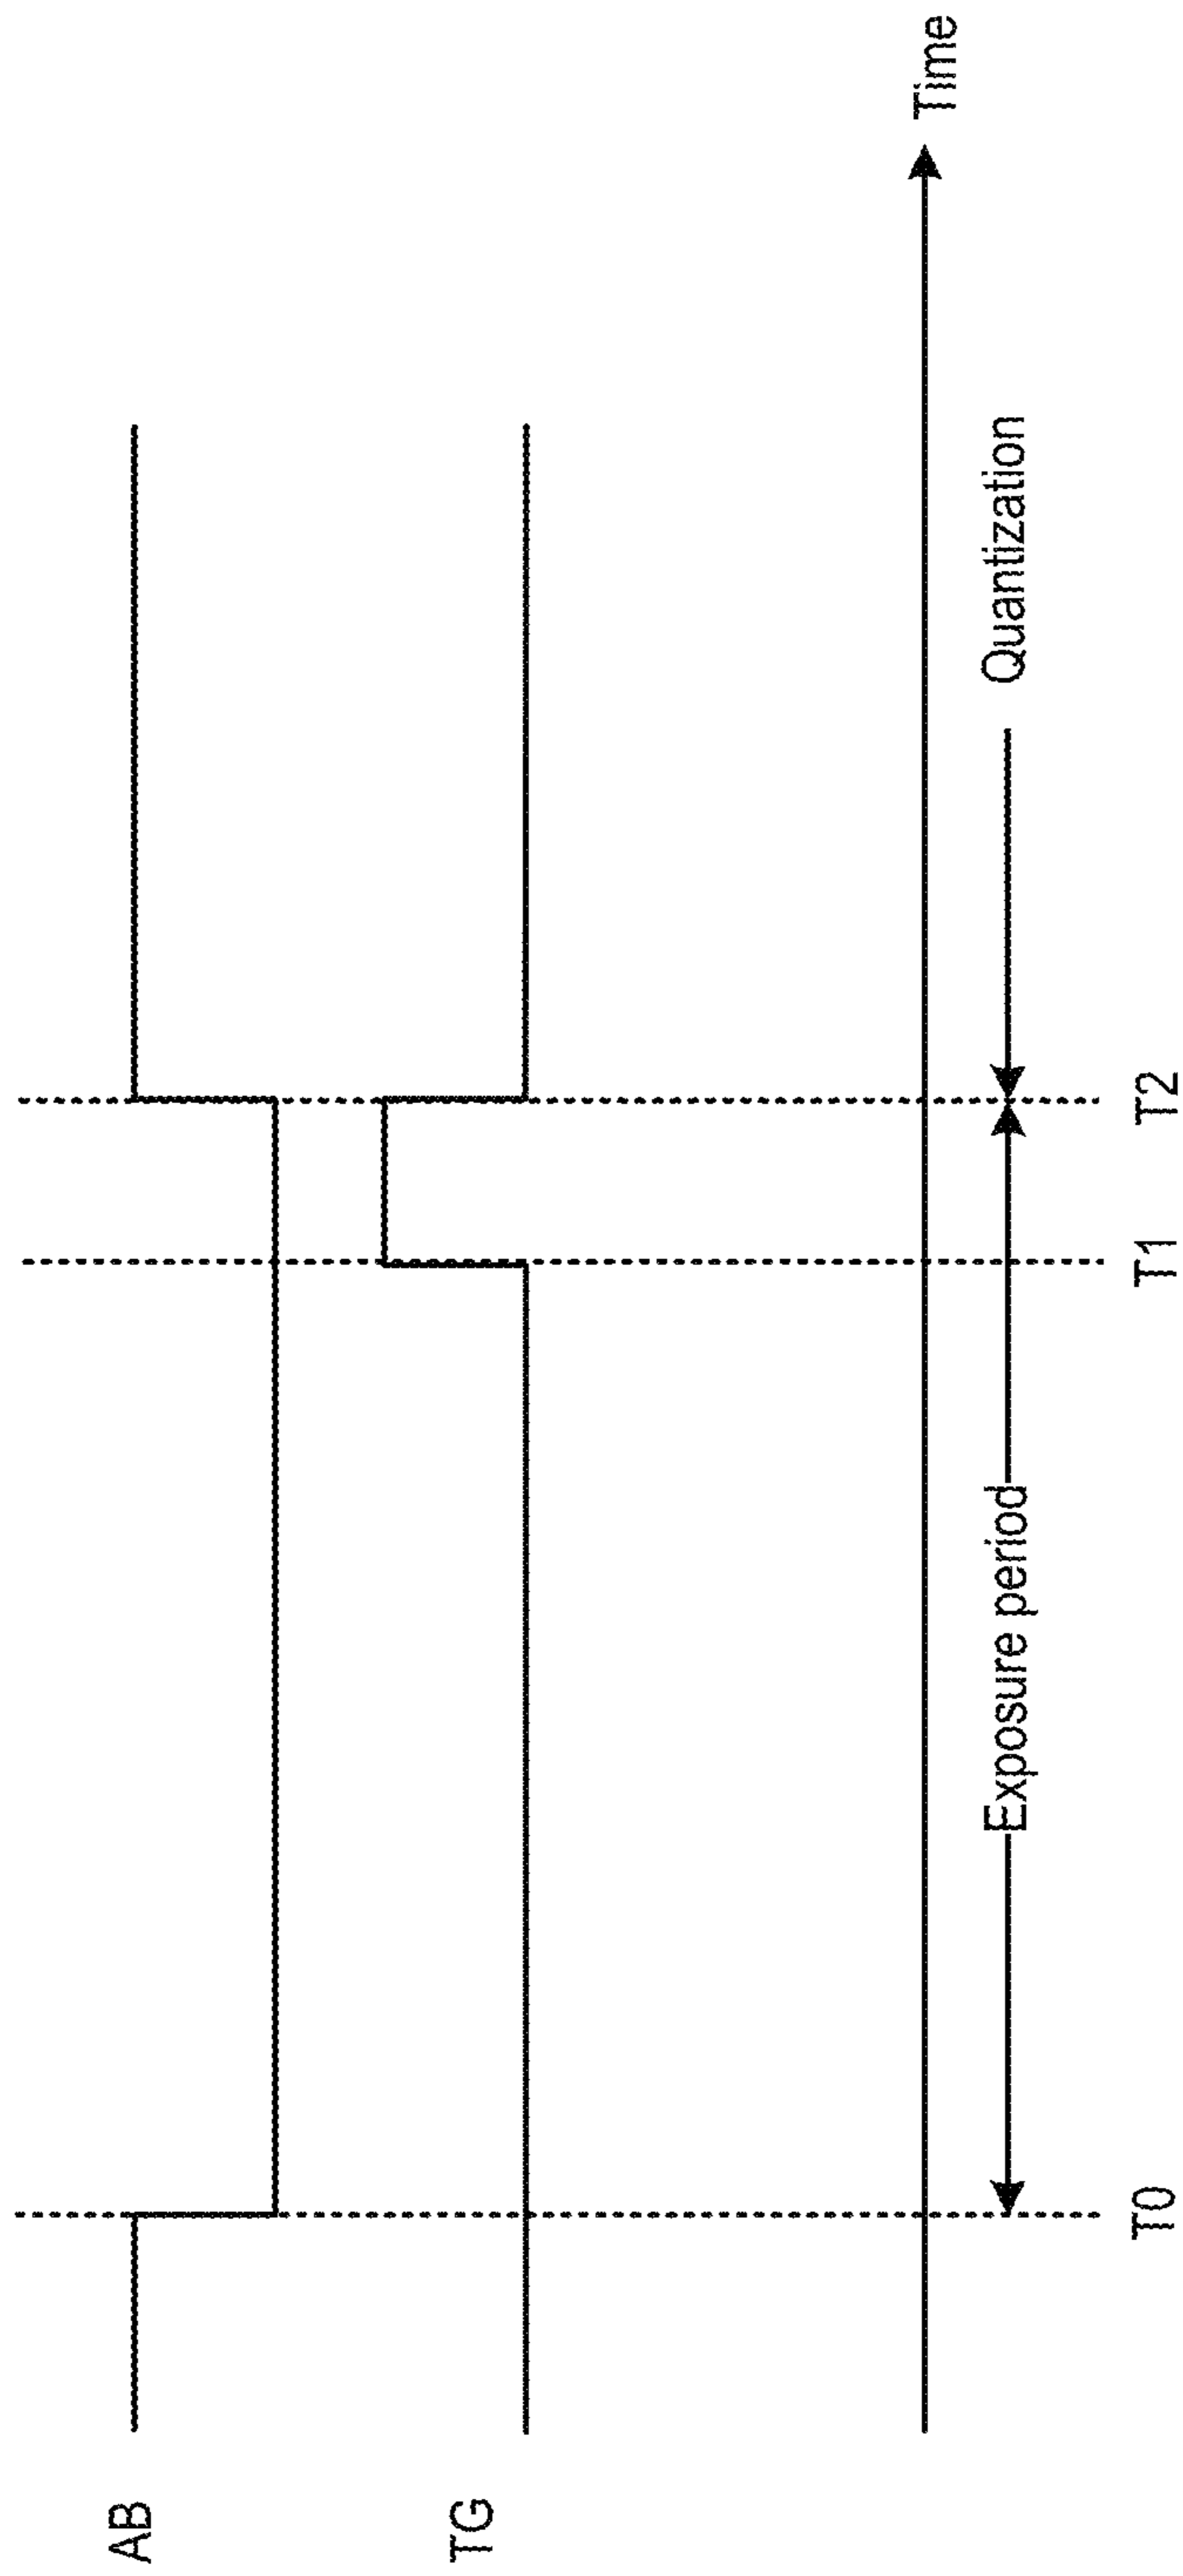 AB
TG
Time
Exposure period
Quantization
T0
T1
T2